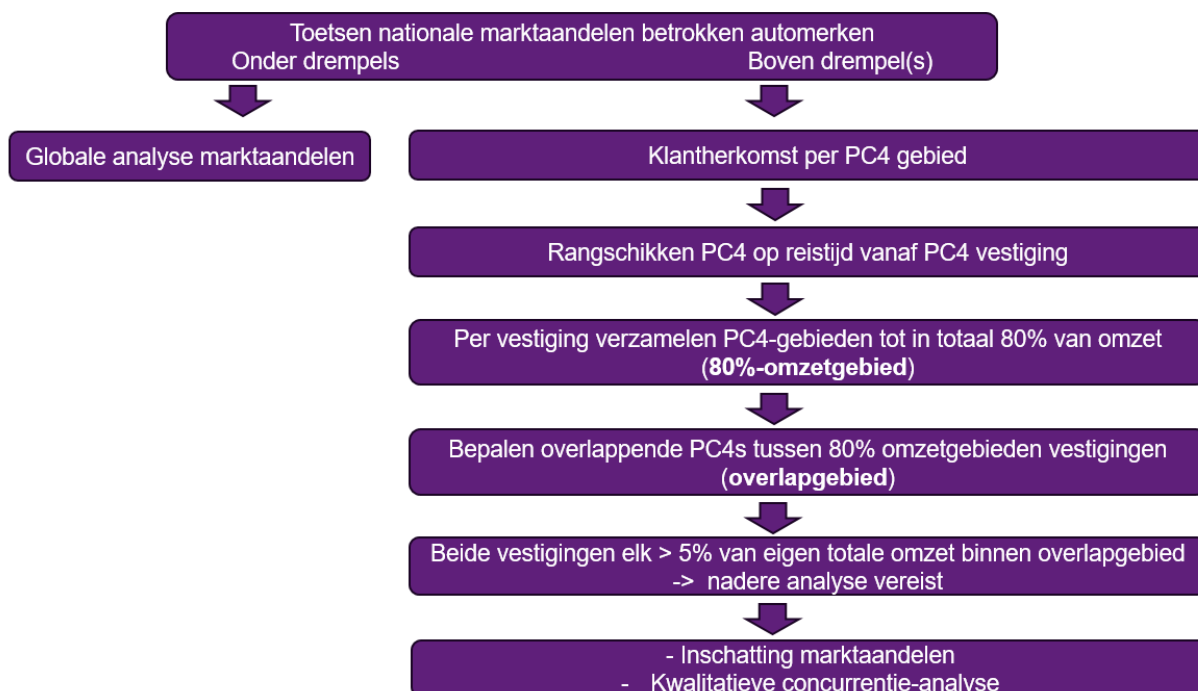 Toetsen nationale marktaandelen betrokken automerken
Onder drempels Boven drempel(s)
Globale analyse marktaandelen
Klantherkomst per PC4 gebied
Rangschikken PC4 op reistijd vanaf PC4 vestiging
Per vestiging verzamelen PC4-gebieden tot in totaal 80% van omzet
(80%-omzetgebied)
Bepalen overlappende PC4s tussen 80% omzetgebieden vestigingen
(overlapgebied)
Beide vestigingen elk > 5% van eigen totale omzet binnen overlapgebied
-> nadere analyse vereist
- Inschatting marktaandelen
- Kwalitatieve concurrentie-analyse